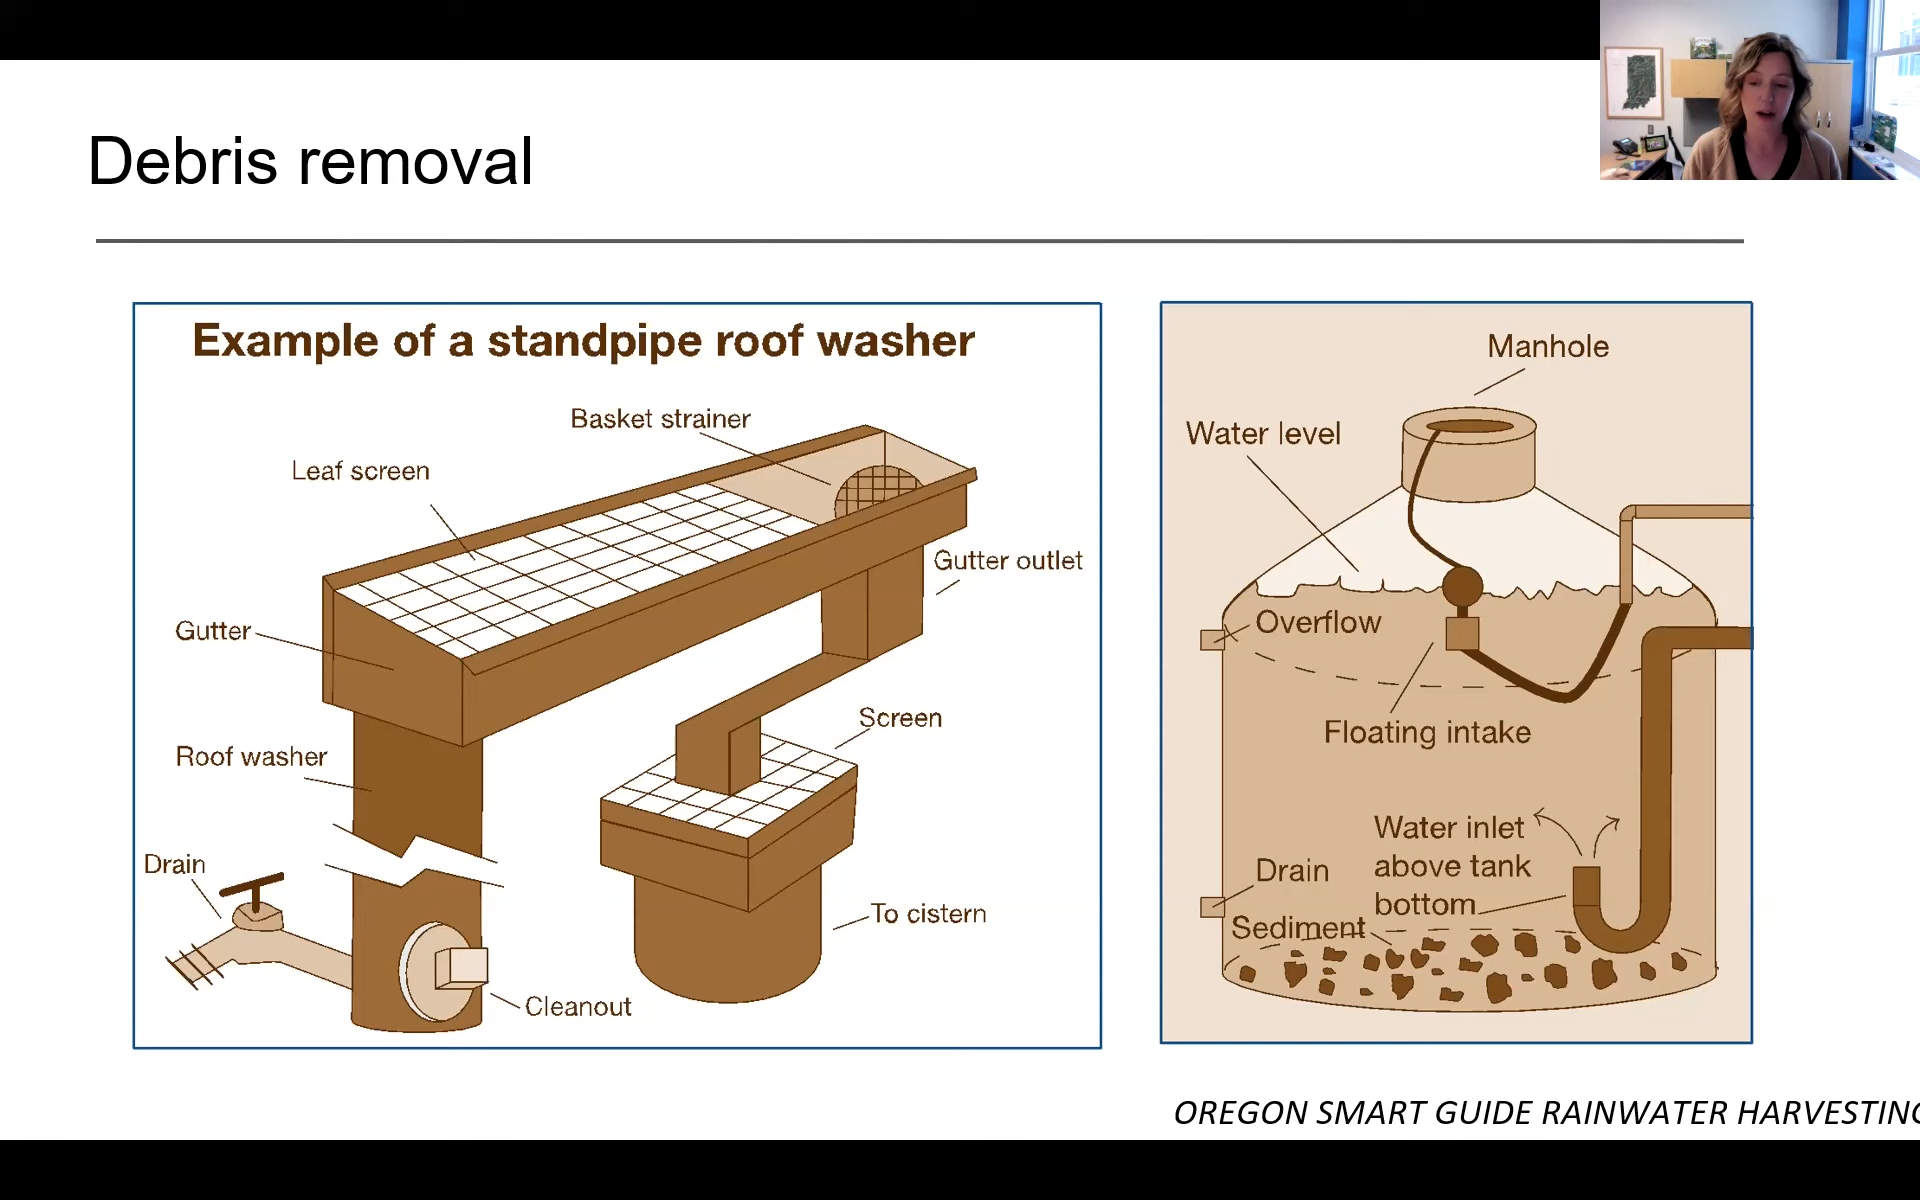 Debris removal
Example of a standpipe roof washer
Basket strainer
Leaf screen
Gutter outlet
Gutter
Screen
Roof washer
Drain
To cistern
Cleanout
Manhole
Water level
Overflow
Floating intake
Water inlet
above tank
bottom
Drain
Sediment
OREGON SMART GUIDE RAINWATER HARVESTING